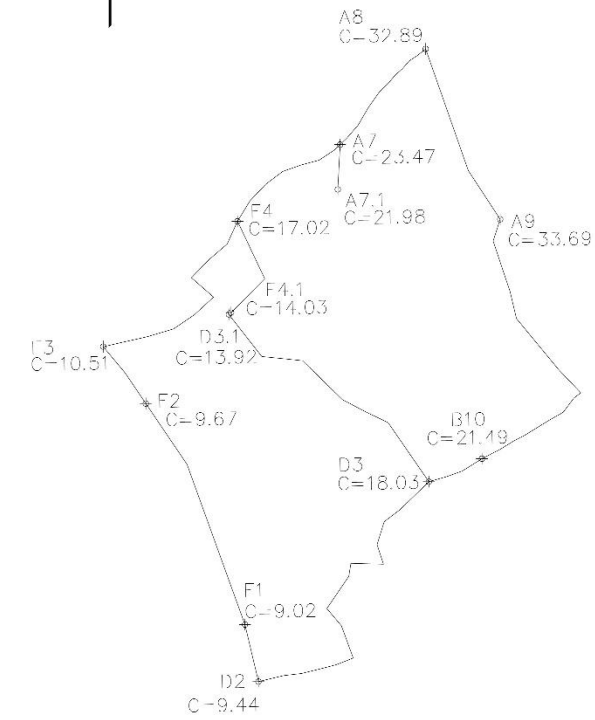 A8
C-32.89
A7
C=23.47
A7.1
C=21.98
F4
C=17.02
A9
C=33.69
F4.1
C-14.03
D3.1
C=13.92
C-10.51
F2
C=9.67
B10
C=21.49
D3
C=18.03
F1
C-9.02
D2
C-9.44